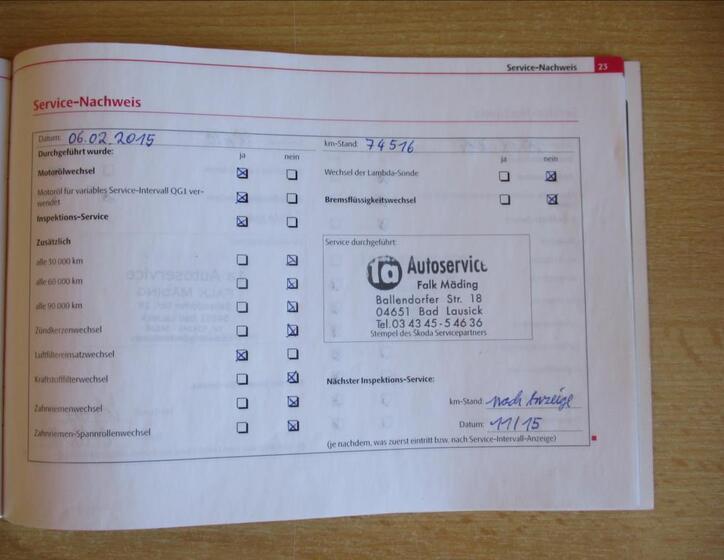 Service-Nachweis 23
Service-Nachweis
Datum: 06.02.2015
km-Stand: 74516
Durchgeführt wurde: ja nein
ja nein
Motorölwechsel
Wechsel der Lambda-Sonde
Motoröl für variables Service-Intervall QG1 ver-
wendet
Bremsflüssigkeitswechsel
Inspektions-Service
Zusätzlich
alle 30 000 km
alle 60 000 km
alle 90 000 km
Zündkerzenwechsel
Luftfiltereinsatzwechsel
Kraftstofffilterwechsel
Zahnriemenwechsel
Zahnriemen-Spannrollenwechsel
Service durchgeführt:
1a Autoservice
Falk Mäding
Ballendorfer Str. 18
04651 Bad Lausick
Tel. 03 43 45-5 46 36
Stempel des Škoda Servicepartners
Nächster Inspektions-Service:
km-Stand: nach Anzeige
Datum: 11/15
(je nachdem, was zuerst eintritt bzw. nach Service-Intervall-Anzeige)